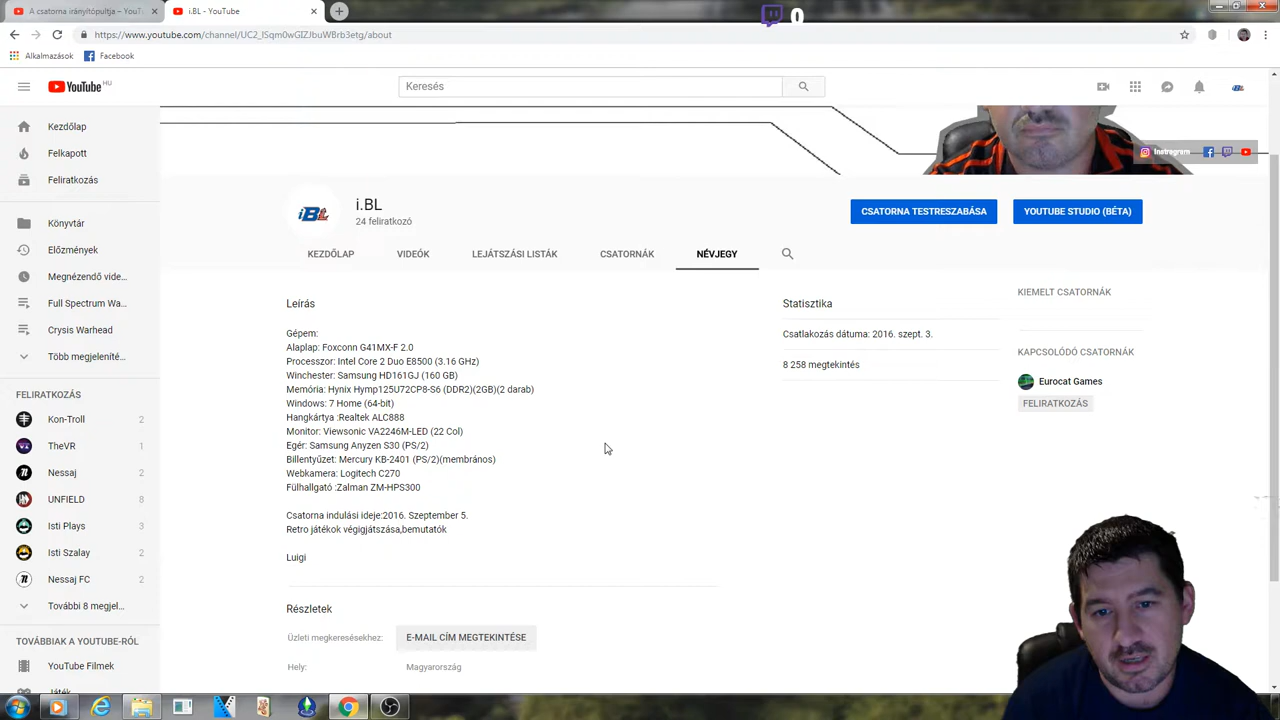 A csatorna irányítópultja – YouT
i.BL - YouTube
0
https://www.youtube.com/channel/UC2_lSqm0wGIZJbuWBrb3etg/about
Alkalmazások
Facebook
YouTube HU
Keresés
iBL
Kezdőlap
Felkapott
Feliratkozás
Könyvtár
Előzmények
Megnézendő vide...
Full Spectrum Wa...
Crysis Warhead
Több megjeleníté...
FELIRATKOZÁS
Kon-Troll 2
TheVR 1
Nessaj 2
UNFIELD 8
Isti Plays 3
Isti Szalay 2
Nessaj FC 2
További 8 megjel...
TOVÁBBIAK A YOUTUBE-RÓL
YouTube Filmek
Játék
Instragram
iBL
i.BL
24 feliratkozó
CSATORNA TESTRESZABÁSA
YOUTUBE STUDIO (BÉTA)
KEZDŐLAP
VIDEÓK
LEJÁTSZÁSI LISTÁK
CSATORNÁK
NÉVJEGY
Leírás
Gépem:
Alaplap: Foxconn G41MX-F 2.0
Processzor: Intel Core 2 Duo E8500 (3.16 GHz)
Winchester: Samsung HD161GJ (160 GB)
Memória: Hynix Hymp125U72CP8-S6 (DDR2)(2GB)(2 darab)
Windows: 7 Home (64-bit)
Hangkártya :Realtek ALC888
Monitor: Viewsonic VA2246M-LED (22 Col)
Egér: Samsung Anyzen S30 (PS/2)
Billentyűzet: Mercury KB-2401 (PS/2)(membrános)
Webkamera: Logitech C270
Fülhallgató :Zalman ZM-HPS300
Csatorna indulási ideje:2016. Szeptember 5.
Retro játékok végigjátszása,bemutatók
Luigi
Részletek
Üzleti megkeresésekhez: E-MAIL CÍM MEGTEKINTÉSE
Hely: Magyarország
Statisztika
Csatlakozás dátuma: 2016. szept. 3.
8 258 megtekintés
KIEMELT CSATORNÁK
KAPCSOLÓDÓ CSATORNÁK
Eurocat Games
FELIRATKOZÁS